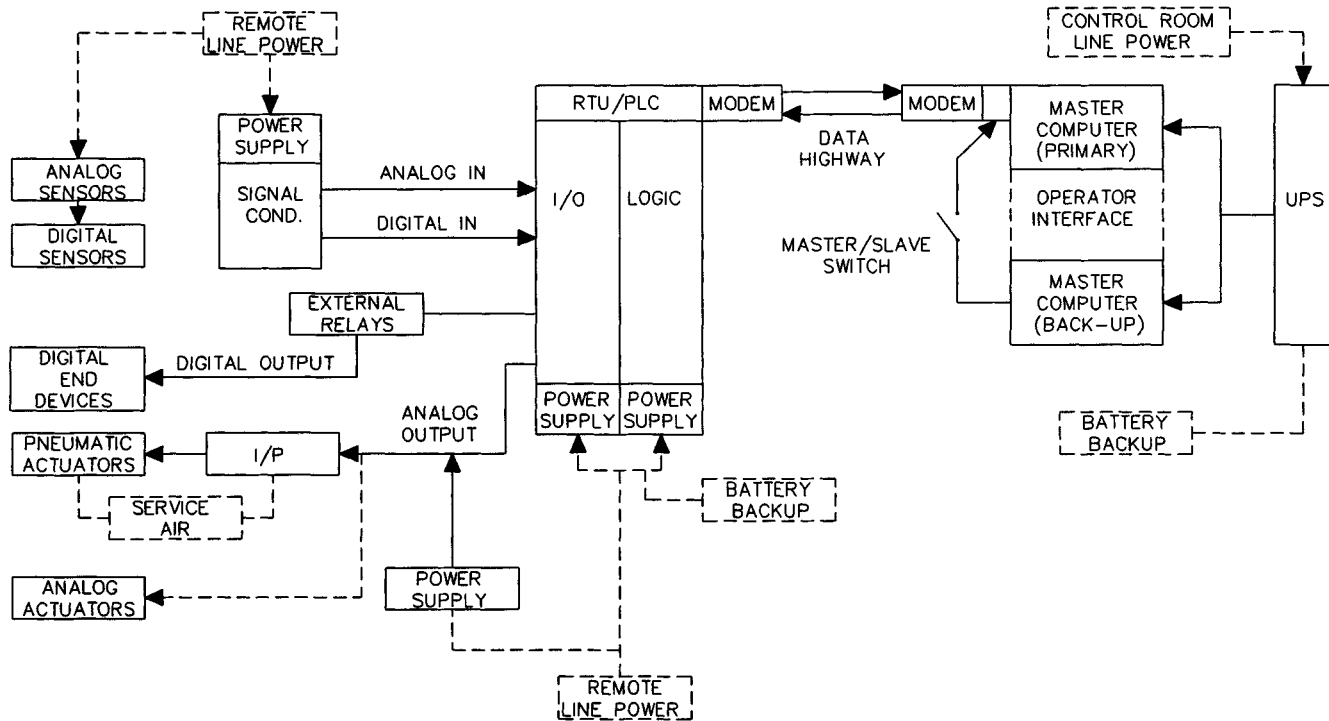 REMOTE
LINE POWER
CONTROL ROOM
LINE POWER
POWER
SUPPLY
SIGNAL
COND.
ANALOG
SENSORS
DIGITAL
SENSORS
ANALOG IN
DIGITAL IN
RTU/PLC
MODEM
I/O
LOGIC
DATA
HIGHWAY
MODEM
MASTER
COMPUTER
(PRIMARY)
OPERATOR
INTERFACE
MASTER
COMPUTER
(BACK-UP)
MASTER/SLAVE
SWITCH
UPS
BATTERY
BACKUP
EXTERNAL
RELAYS
DIGITAL OUTPUT
DIGITAL
END
DEVICES
POWER
SUPPLY
POWER
SUPPLY
ANALOG
OUTPUT
PNEUMATIC
ACTUATORS
I/P
SERVICE
AIR
BATTERY
BACKUP
ANALOG
ACTUATORS
POWER
SUPPLY
REMOTE
LINE POWER